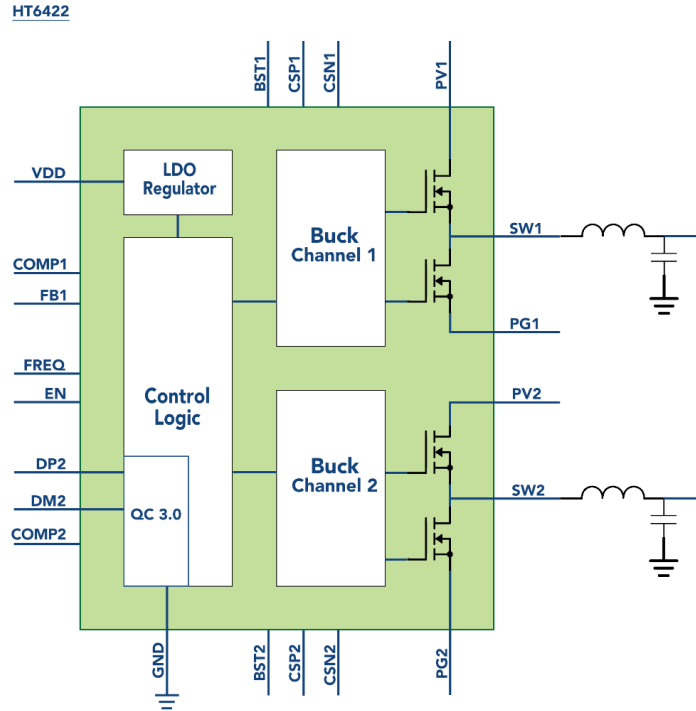 HT6422
BST1
CSP1
CSN1
PV1
VDD
LDO
Regulator
Buck
Channel 1
SW1
COMP1
FB1
PG1
FREQ
EN
Control
Logic
PV2
Buck
Channel 2
DP2
DM2
QC 3.0
SW2
COMP2
GND
BST2
CSP2
CSN2
PG2